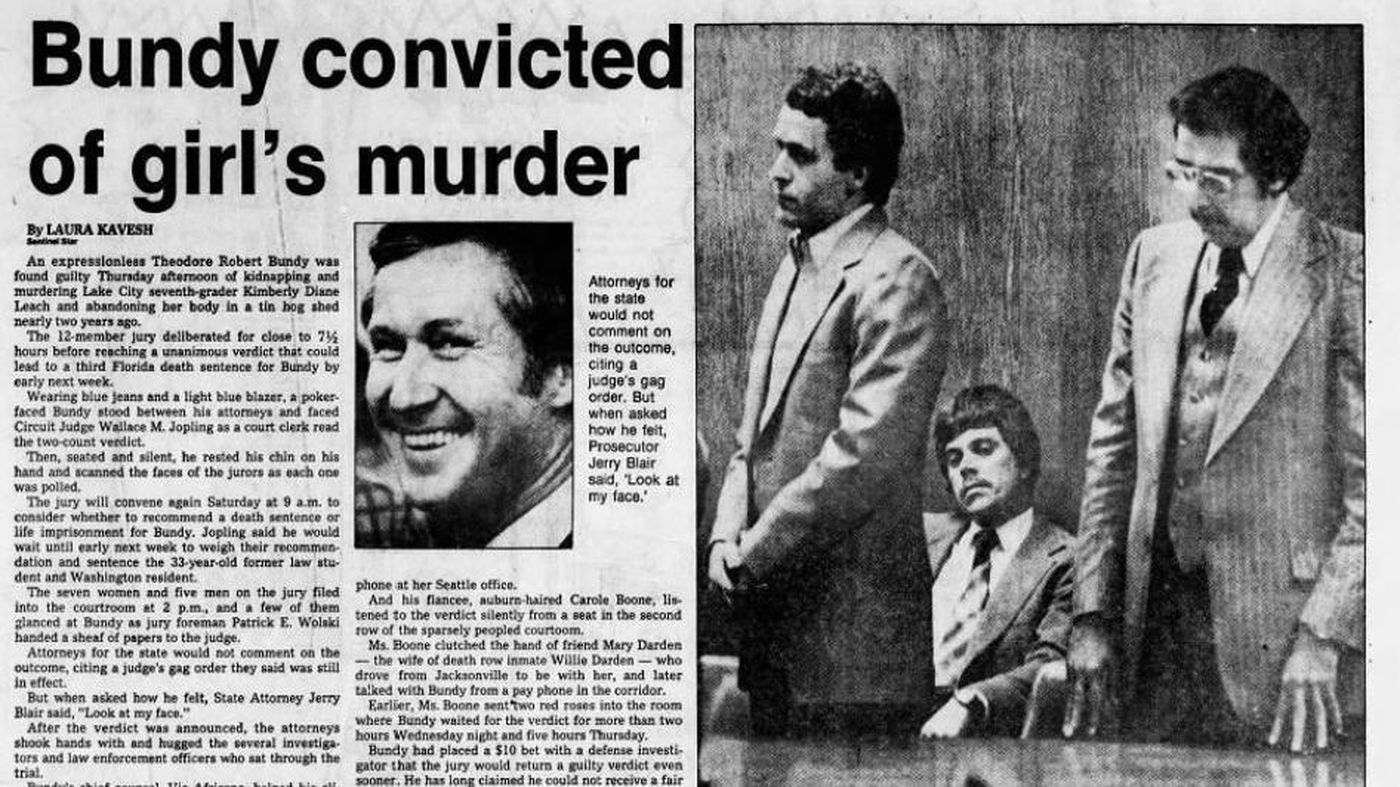 Bundy convicted
of girl's murder
By LAURA KAVESH
Sentinel Star
An expressionless Theodore Robert Bundy was
found guilty Thursday afternoon of kidnapping and
murdering Lake City seventh-grader Kimberly Diane
Leach and abandoning her body in a tin hog shed
nearly two years ago.
The 12-member jury deliberated for close to 7½
hours before reaching a unanimous verdict that could
lead to a third Florida death sentence for Bundy by
early next week.
Wearing blue jeans and a light blue blazer, a poker-
faced Bundy stood between his attorneys and faced
Circuit Judge Wallace M. Jopling as a court clerk read
the two-count verdict.
Then, seated and silent, he rested his chin on his
hand and scanned the faces of the jurors as each one
was polled.
The jury will convene again Saturday at 9 a.m. to
consider whether to recommend a death sentence or
life imprisonment for Bundy. Jopling said he would
wait until early next week to weigh their recommen-
dation and sentence the 33-year-old former law stu-
dent and Washington resident.
The seven women and five men on the jury filed
into the courtroom at 2 p.m., and a few of them
glanced at Bundy as jury foreman Patrick E. Wolski
handed a sheaf of papers to the judge.
Attorneys for the state would not comment on the
outcome, citing a judge's gag order they said was still
in effect.
But when asked how he felt, State Attorney Jerry
Blair said, "Look at my face."
After the verdict was announced, the attorneys
shook hands with and hugged the several investiga-
tors and law enforcement officers who sat through the
trial.
Attorneys for
the state
would not
comment on
the outcome,
citing a
judge's gag
order. But
when asked
how he felt,
Prosecutor
Jerry Blair
said, 'Look at
my face.'
phone at her Seattle office.
And his fiancee, auburn-haired Carole Boone, lis-
tened to the verdict silently from a seat in the second
row of the sparsely peopled courtoom.
Ms. Boone clutched the hand of friend Mary Darden
— the wife of death row inmate Willie Darden — who
drove from Jacksonville to be with her, and later
talked with Bundy from a pay phone in the corridor.
Earlier, Ms. Boone sent two red roses into the room
where Bundy waited for the verdict for more than two
hours Wednesday night and five hours Thursday.
Bundy had placed a $10 bet with a defense investi-
gator that the jury would return a guilty verdict even
sooner. He has long claimed he could not receive a fair